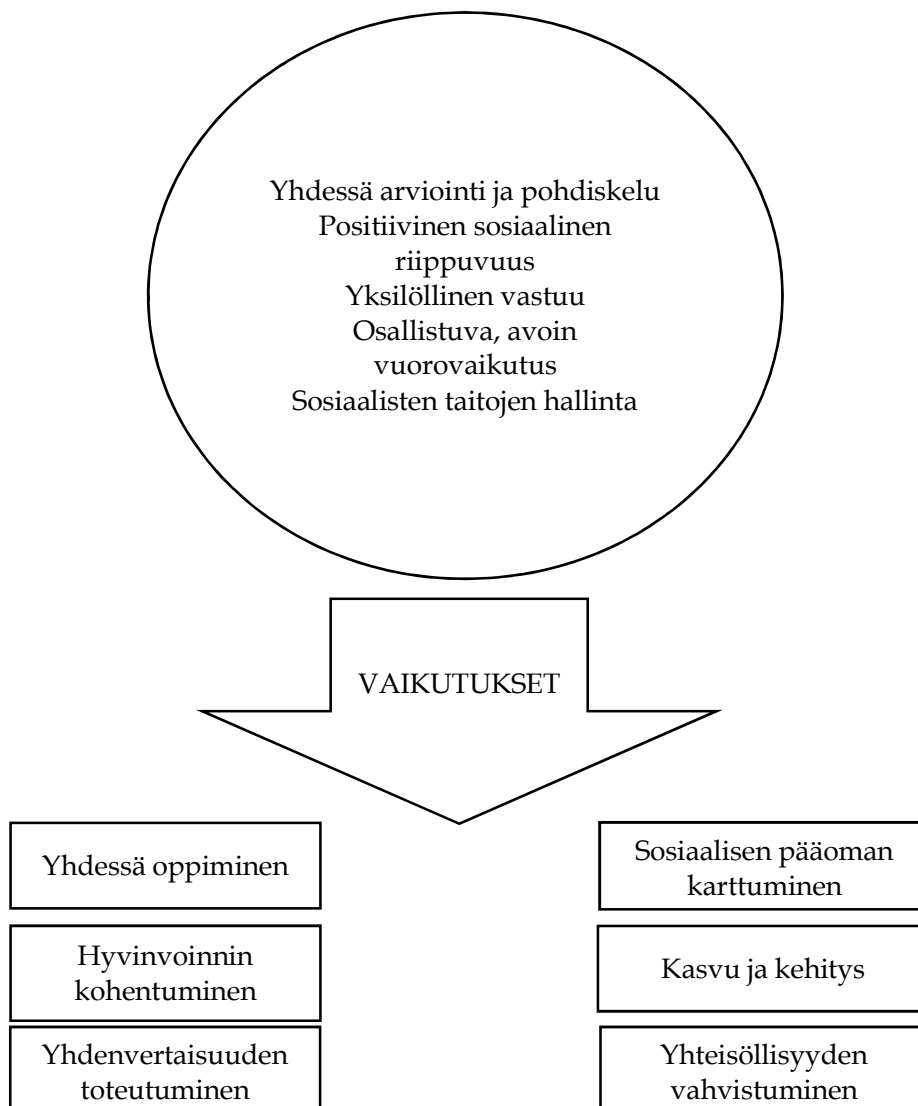 Yhdessä arviointi ja pohdiskelu
Positiivinen sosiaalinen
riippuvuus
Yksilöllinen vastuu
Osallistuva, avoin
vuorovaikutus
Sosiaalisten taitojen hallinta
VAIKUTUKSET
Yhdessä oppiminen
Sosiaalisen pääoman
karttuminen
Hyvinvoinnin
kohentuminen
Kasvu ja kehitys
Yhdenvertaisuuden
toteutuminen
Yhteisöllisyyden
vahvistuminen